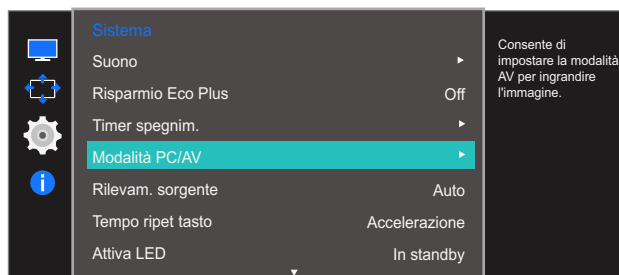 Sistema
Suono
Risparmio Eco Plus Off
Timer spegnim.
Modalità PC/AV
Rilevam. sorgente Auto
Tempo ripet tasto Accelerazione
Attiva LED In standby
Consente di
impostare la modalità
AV per ingrandire
l'immagine.